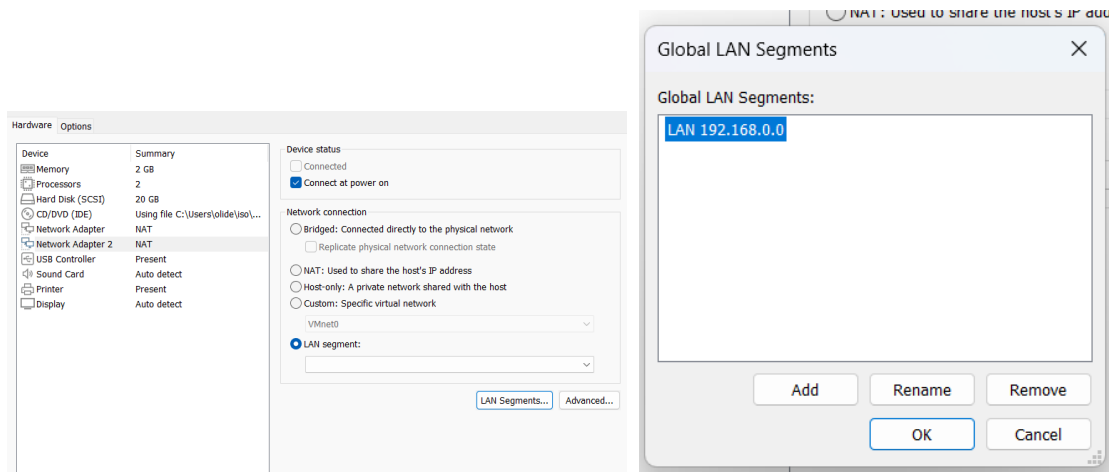 Hardware Options
Device Summary
Memory 2 GB
Processors 2
Hard Disk (SCSI) 20 GB
CD/DVD (IDE) Using file C:\Users\olide\iso\...
Network Adapter NAT
Network Adapter 2 NAT
USB Controller Present
Sound Card Auto detect
Printer Present
Display Auto detect
Device status
Connected
Connect at power on
Network connection
Bridged: Connected directly to the physical network
Replicate physical network connection state
NAT: Used to share the host's IP address
Host-only: A private network shared with the host
Custom: Specific virtual network
VMnet0
LAN segment:
LAN Segments... Advanced...
NAT: Used to share the host's IP
Global LAN Segments
Global LAN Segments:
LAN 192.168.0.0
Add Rename Remove
OK Cancel